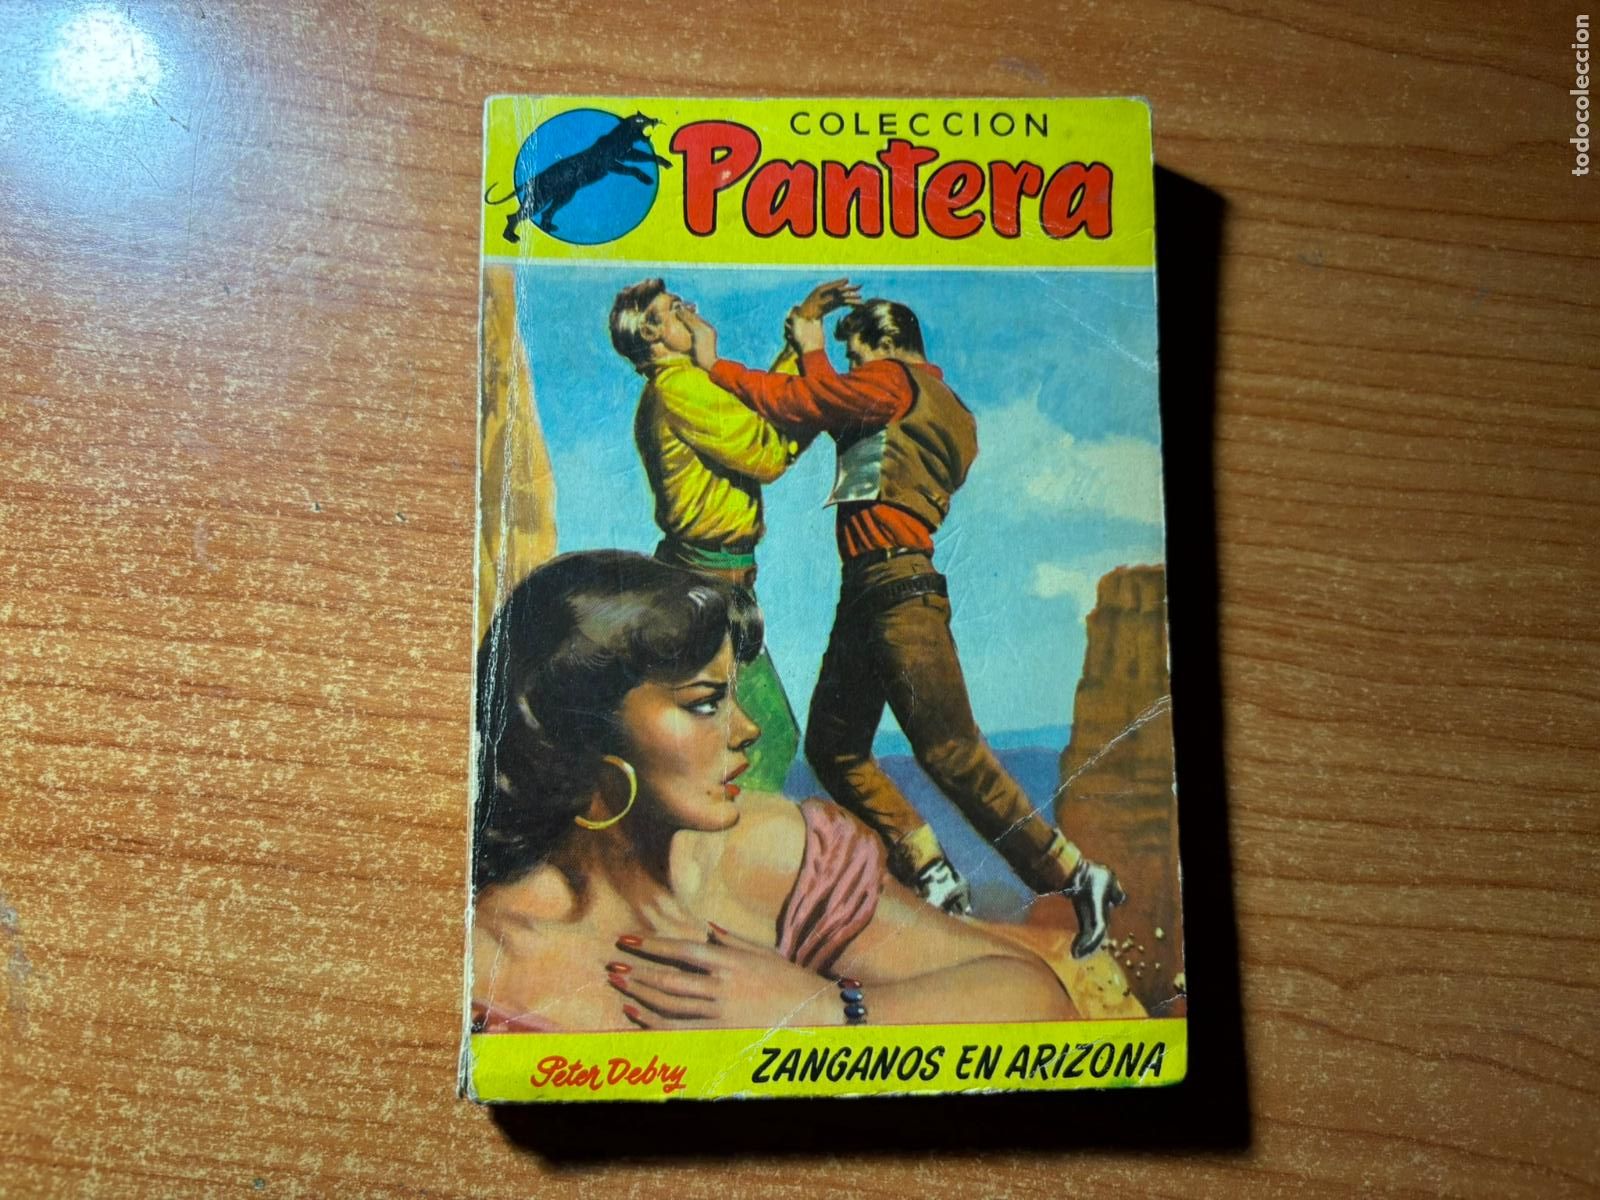 COLECCION
Pantera
Peter Debry
ZANGANOS EN ARIZONA
todocoleccion